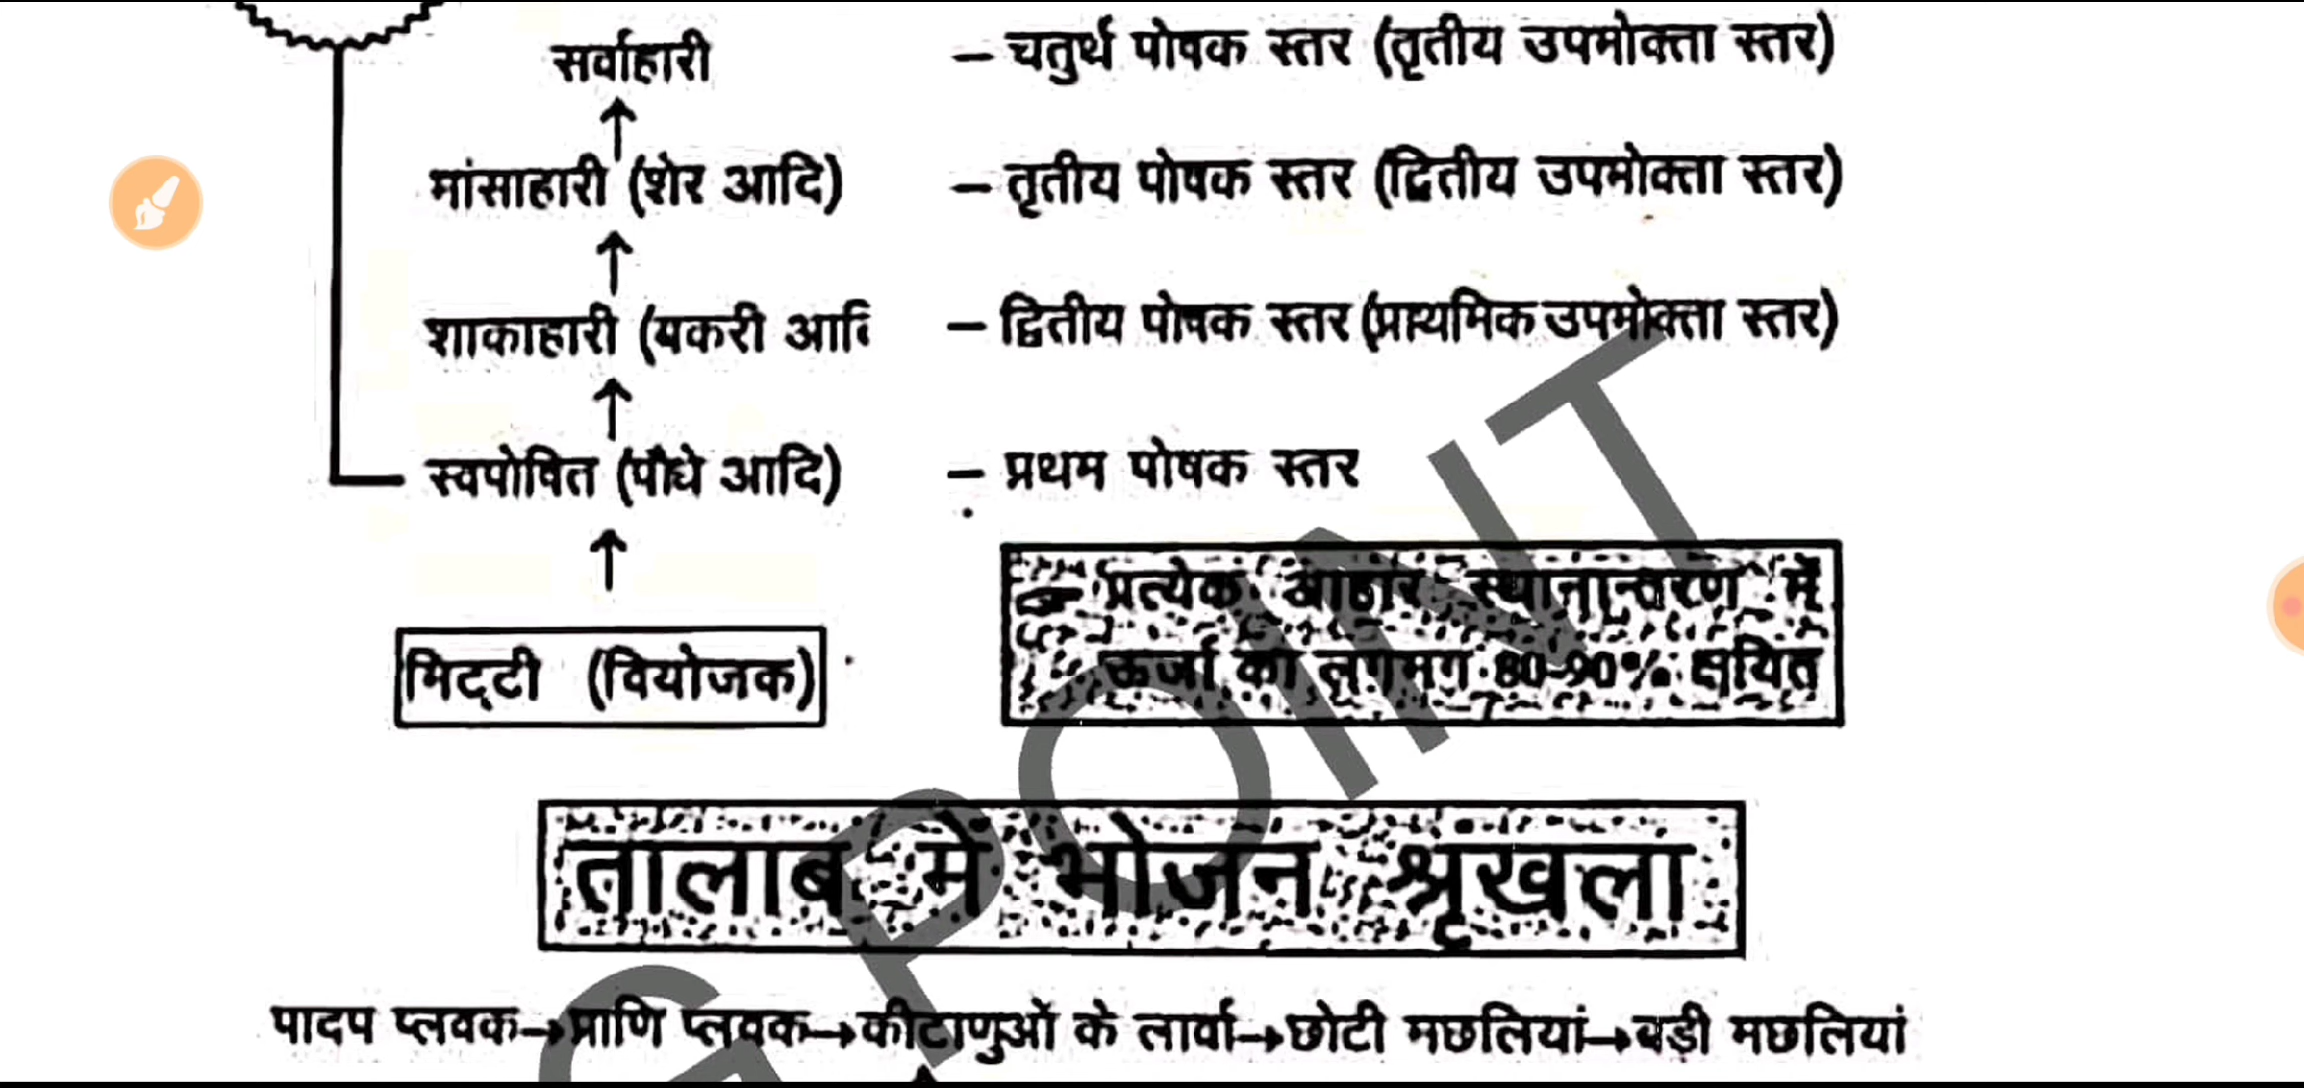 सर्वाहारी – चतुर्थ पोषक स्तर (तृतीय उपभोक्ता स्तर)
मांसाहारी (शेर आदि) – तृतीय पोषक स्तर (द्वितीय उपभोक्ता स्तर)
शाकाहारी (बकरी आदि – द्वितीय पोषक स्तर (प्राथमिक उपभोक्ता स्तर)
स्वपोषित (पौधे आदि) – प्रथम पोषक स्तर
☞ प्रत्येक आहार स्थानान्तरण में
ऊर्जा का लगभग 80-90% क्षयित
मिट्टी (वियोजक)
तालाब में भोजन श्रृखला
पादप प्लवक→प्राणि प्लवक→कीटाणुओं के लार्वा→छोटी मछलियां→बड़ी मछलियां
G POINT